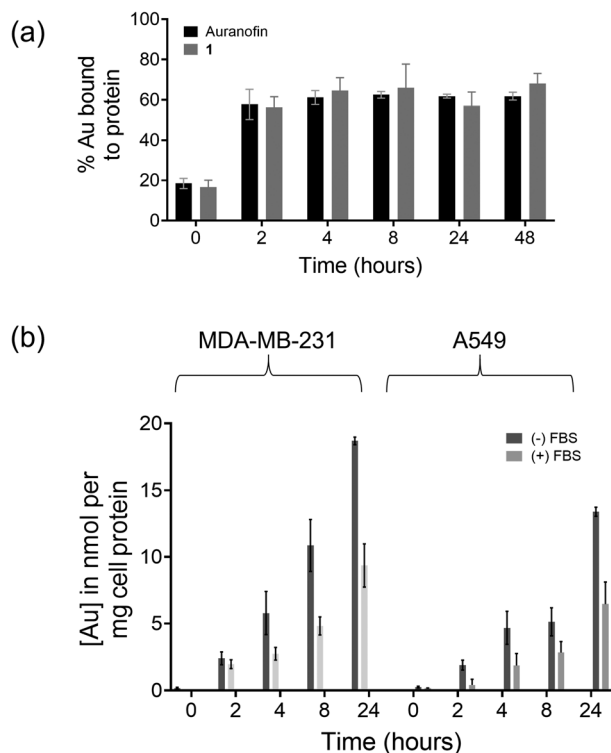 (a)
Auranofin
1
% Au bound
to protein
100
80
60
40
20
0
0 2 4 8 24 48
Time (hours)
(b)
MDA-MB-231 A549
(-) FBS
(+) FBS
[Au] in nmol per
mg cell protein
20
15
10
5
0
0 2 4 8 24 0 2 4 8 24
Time (hours)